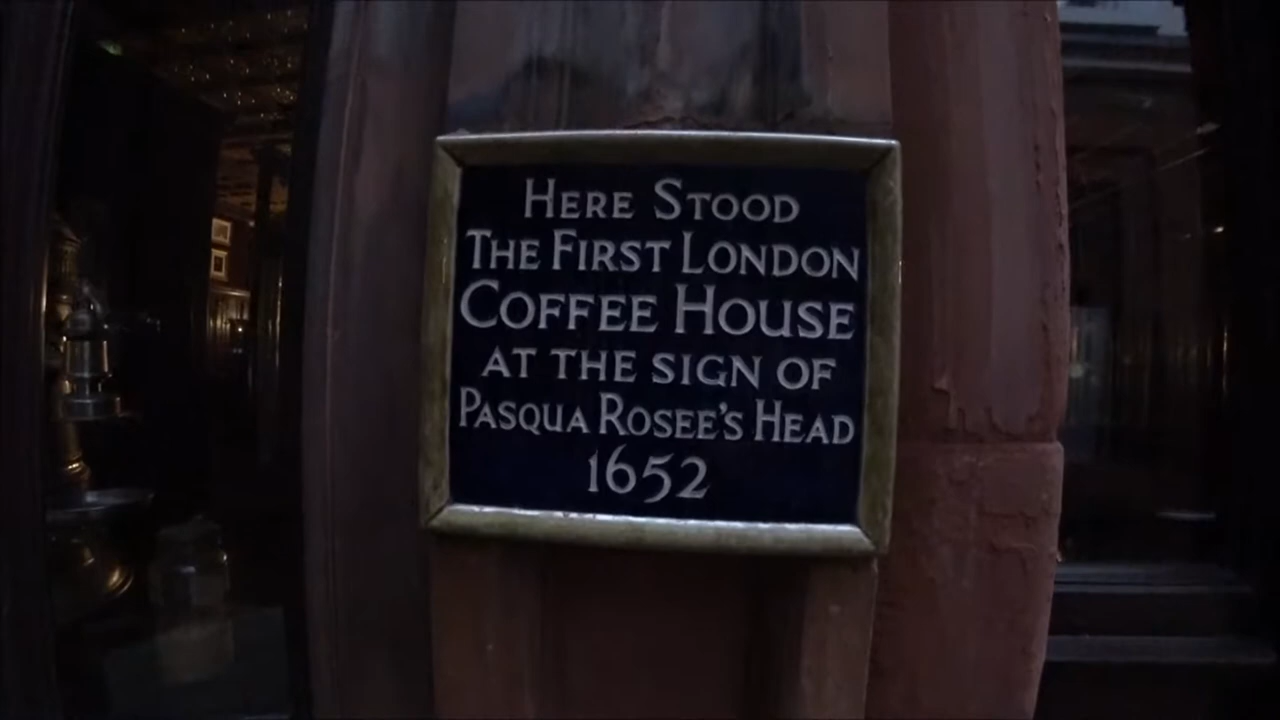 HERE STOOD
THE FIRST LONDON
COFFEE HOUSE
AT THE SIGN OF
PASQUA ROSEE'S HEAD
1652